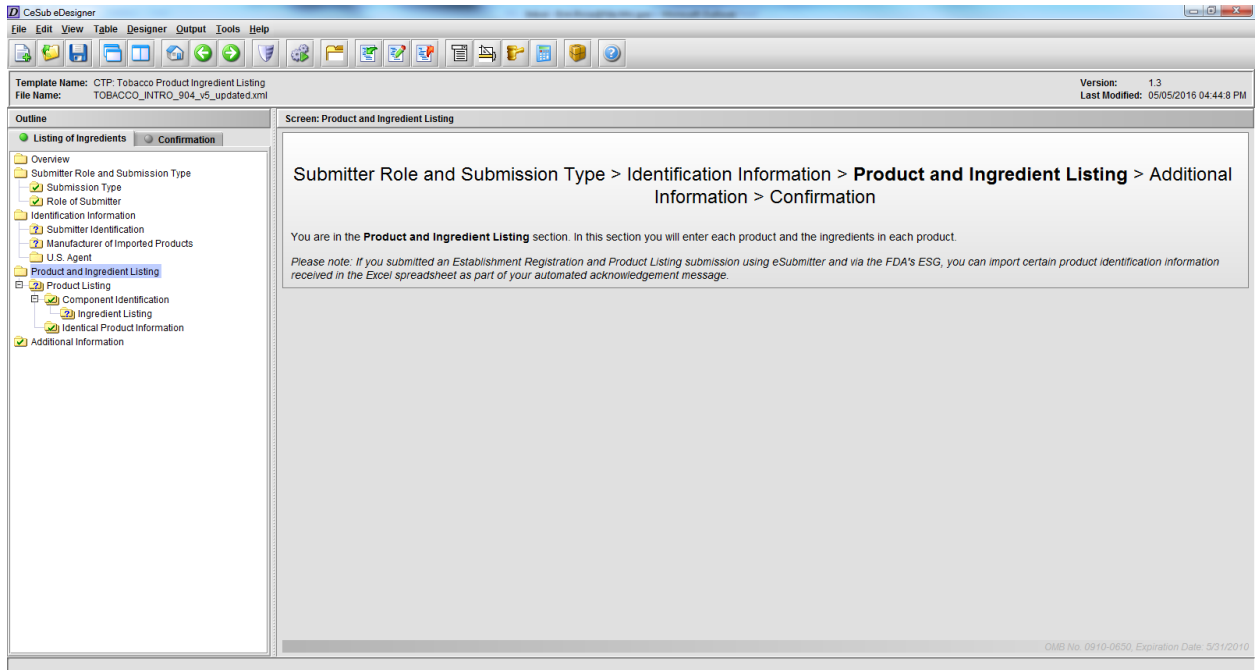 CeSub eDesigner
File Edit View Table Designer Output Tools Help
Template Name: CTP: Tobacco Product Ingredient Listing
Version: 1.3
File Name: TOBACCO_INTRO_904_v5_updated.xml
Last Modified: 05/05/2016 04:44:8 PM
Outline
Listing of Ingredients Confirmation
Overview
Submitter Role and Submission Type
Submission Type
Role of Submitter
Identification Information
Submitter Identification
Manufacturer of Imported Products
U.S. Agent
Product and Ingredient Listing
Product Listing
Component Identification
Ingredient Listing
Identical Product Information
Additional Information
Screen: Product and Ingredient Listing
Submitter Role and Submission Type > Identification Information > Product and Ingredient Listing > Additional
Information > Confirmation
You are in the Product and Ingredient Listing section. In this section you will enter each product and the ingredients in each product.
Please note: If you submitted an Establishment Registration and Product Listing submission using eSubmitter and via the FDA's ESG, you can import certain product identification information
received in the Excel spreadsheet as part of your automated acknowledgement message.
OMB No. 0910-0650, Expiration Date: 5/31/2010